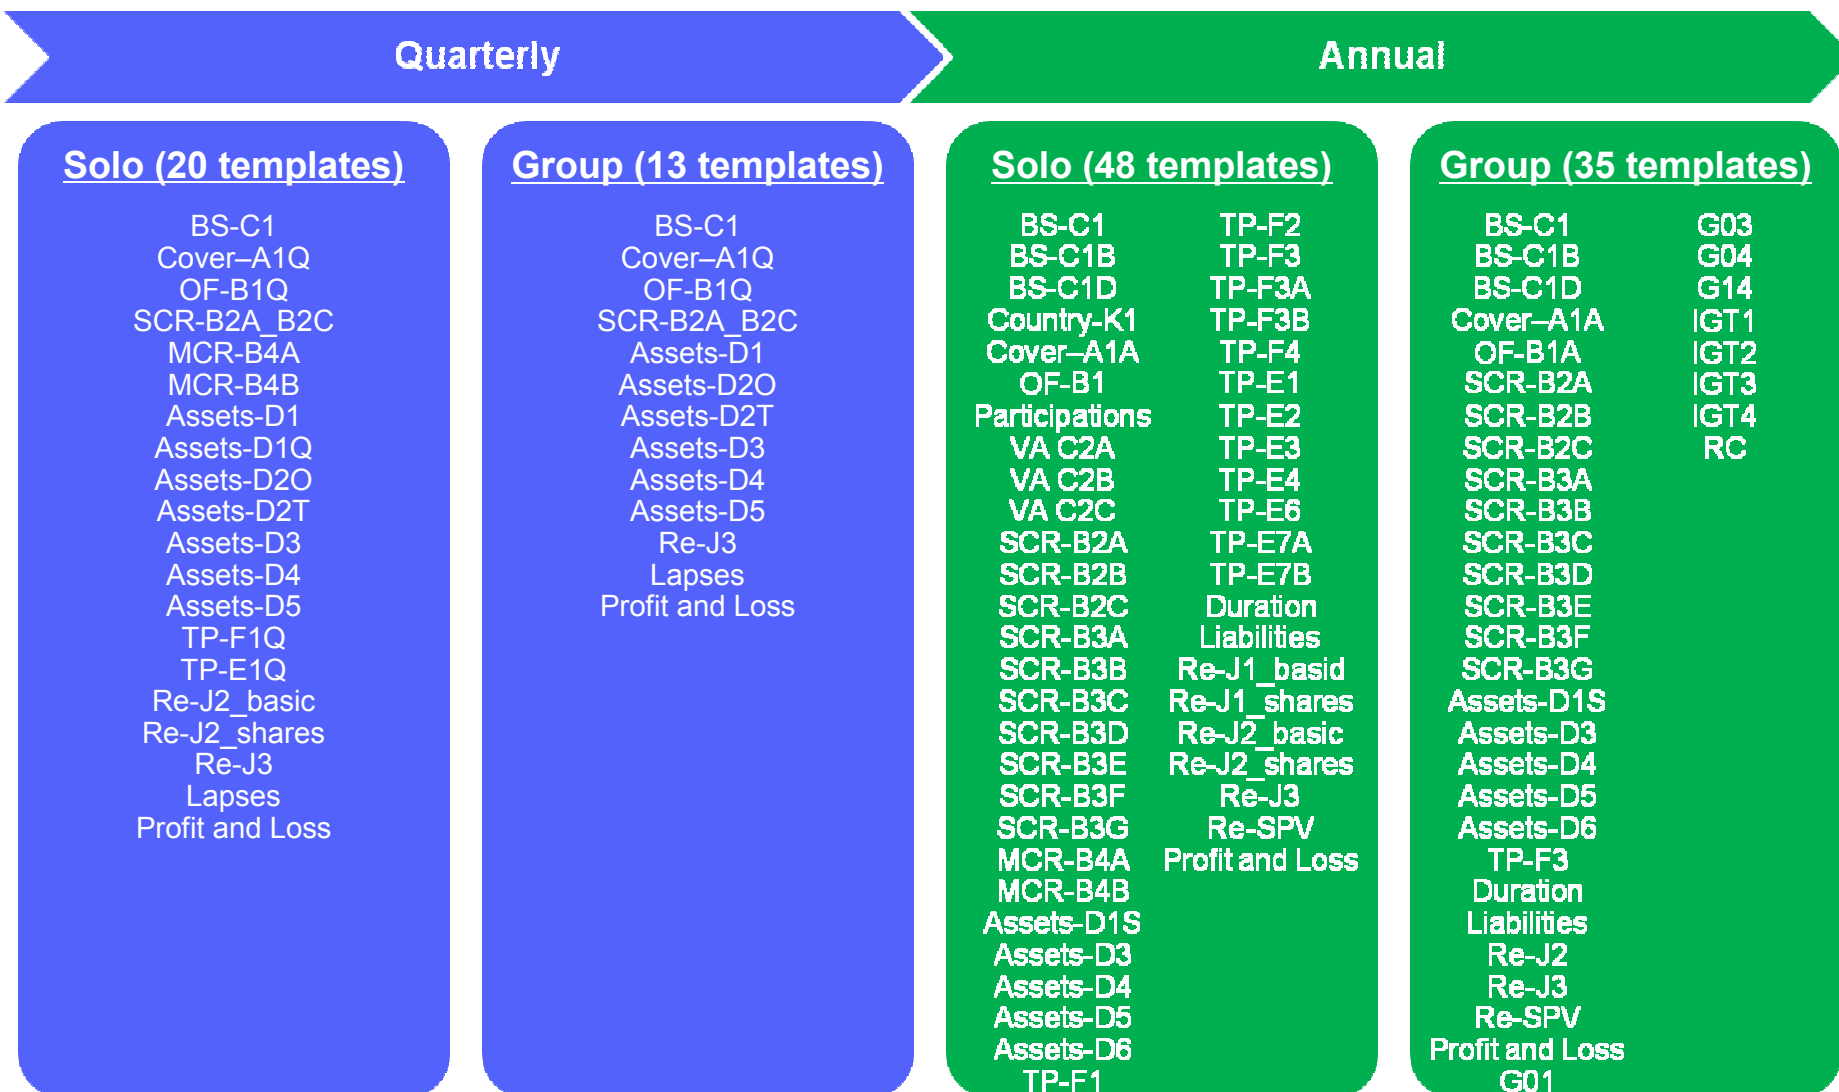 Quarterly
Annual
Solo (20 templates)
BS-C1
Cover–A1Q
OF-B1Q
SCR-B2A_B2C
MCR-B4A
MCR-B4B
Assets-D1
Assets-D1Q
Assets-D2O
Assets-D2T
Assets-D3
Assets-D4
Assets-D5
TP-F1Q
TP-E1Q
Re-J2_basic
Re-J2_shares
Re-J3
Lapses
Profit and Loss
Group (13 templates)
BS-C1
Cover–A1Q
OF-B1Q
SCR-B2A_B2C
Assets-D1
Assets-D2O
Assets-D2T
Assets-D3
Assets-D4
Assets-D5
Re-J3
Lapses
Profit and Loss
Solo (48 templates)
BS-C1
BS-C1B
BS-C1D
Country-K1
Cover–A1A
OF-B1
Participations
VA C2A
VA C2B
VA C2C
SCR-B2A
SCR-B2B
SCR-B2C
SCR-B3A
SCR-B3B
SCR-B3C
SCR-B3D
SCR-B3E
SCR-B3F
SCR-B3G
MCR-B4A
MCR-B4B
Assets-D1S
Assets-D3
Assets-D4
Assets-D5
Assets-D6
TP-F1
TP-F2
TP-F3
TP-F3A
TP-F3B
TP-F4
TP-E1
TP-E2
TP-E3
TP-E4
TP-E6
TP-E7A
TP-E7B
Duration
Liabilities
Re-J1_basid
Re-J1_shares
Re-J2_basic
Re-J2_shares
Re-J3
Re-SPV
Profit and Loss
Group (35 templates)
BS-C1
BS-C1B
BS-C1D
Cover–A1A
OF-B1A
SCR-B2A
SCR-B2B
SCR-B2C
SCR-B3A
SCR-B3B
SCR-B3C
SCR-B3D
SCR-B3E
SCR-B3F
SCR-B3G
Assets-D1S
Assets-D3
Assets-D4
Assets-D5
Assets-D6
TP-F3
Duration
Liabilities
Re-J2
Re-J3
Re-SPV
Profit and Loss
G01
G03
G04
G14
IGT1
IGT2
IGT3
IGT4
RC